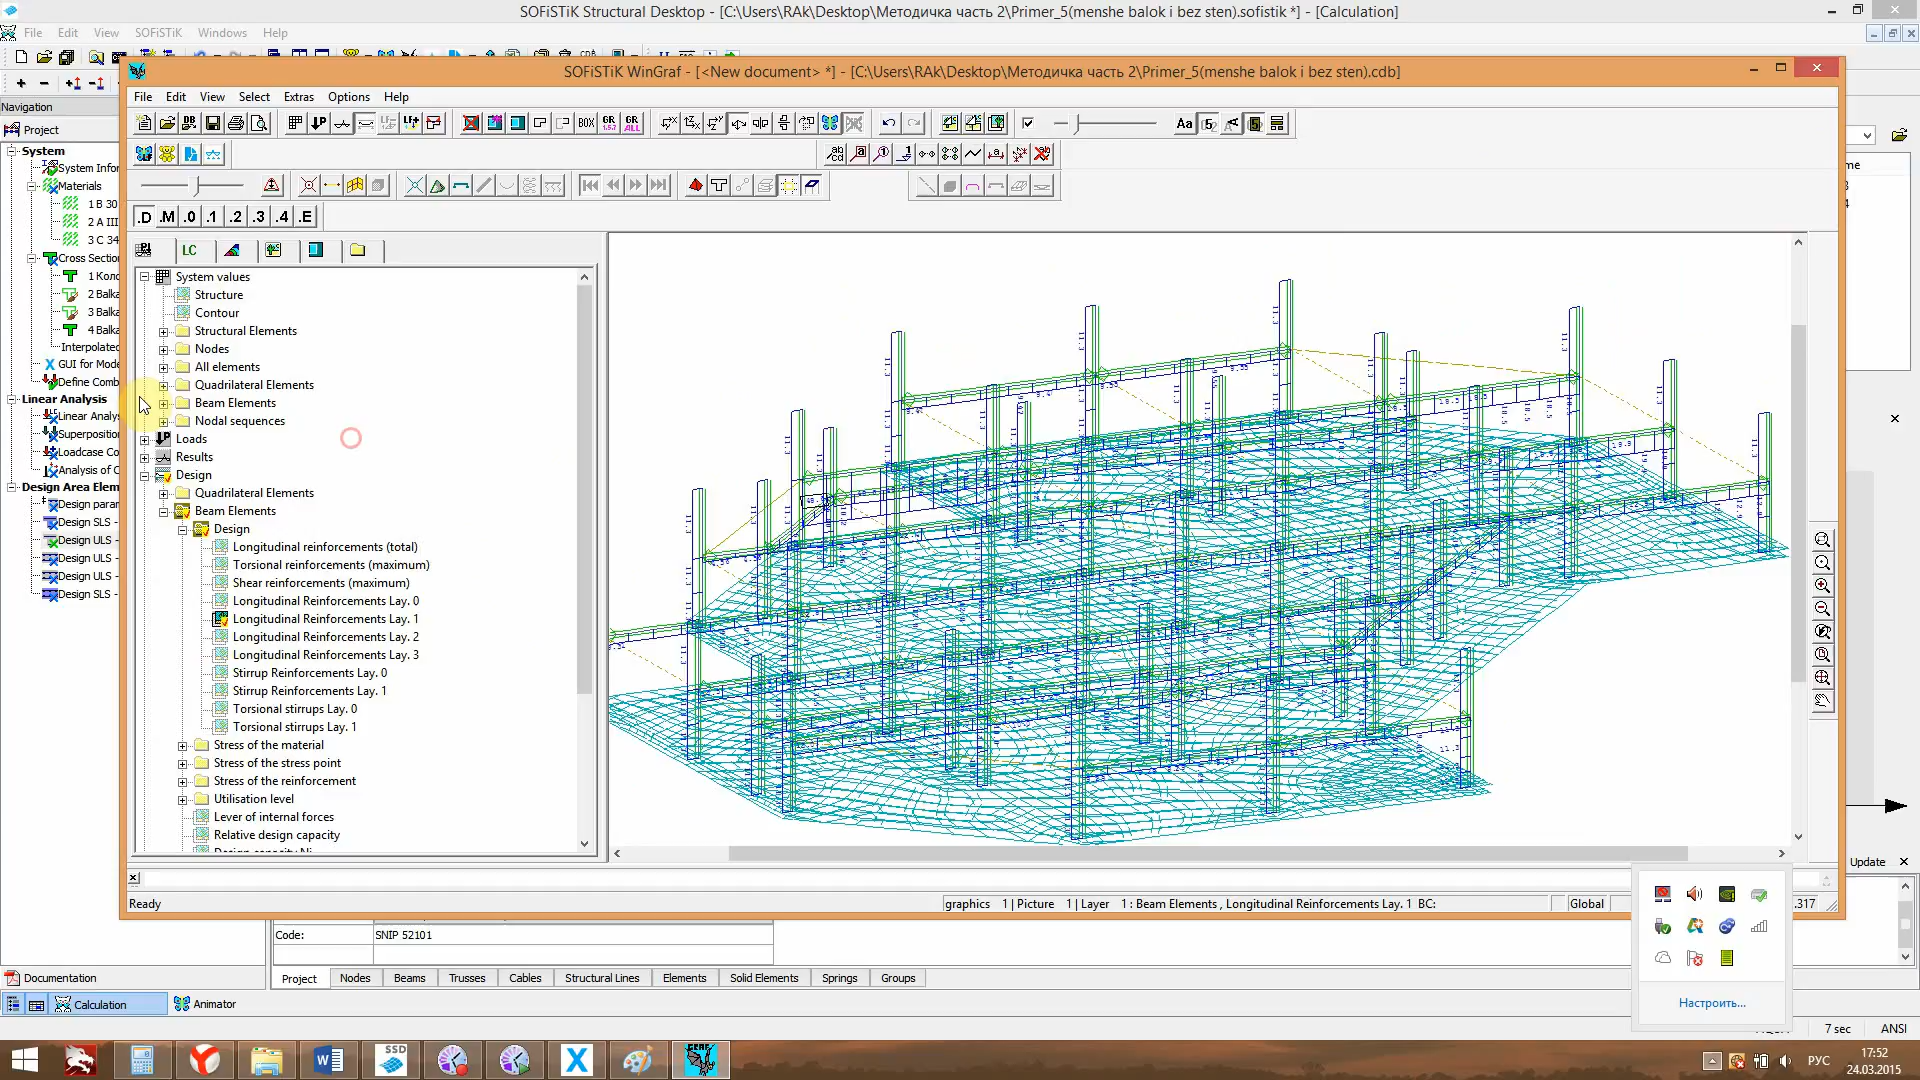 SOFiSTiK Structural Desktop - [C:\Users\RAk\Desktop\Методичка часть 2\Primer_5(menshe balok i bez sten).sofistik *] - [Calculation]
File Edit View SOFiSTiK Windows Help
SOFiSTiK WinGraf - [<New document> *] - [C:\Users\RAk\Desktop\Методичка часть 2\Primer_5(menshe balok i bez sten).cdb]
File Edit View Select Extras Options Help
.D .M .0 .1 .2 .3 .4 .E
LC
Navigation
Project
System
System Infor
Materials
1 B 30
2 A III
3 C 34
Cross Section
1 Коло
2 Balka
3 Balka
4 Balka
Interpolated
GUI for Mode
Define Comb
Linear Analysis
Linear Analys
Superposition
Loadcase Co
Analysis of C
Design Area Elem
Design param
Design SLS -
Design ULS -
Design ULS -
Design ULS -
Design SLS -
System values
Structure
Contour
Structural Elements
Nodes
All elements
Quadrilateral Elements
Beam Elements
Nodal sequences
Loads
Results
Design
Quadrilateral Elements
Beam Elements
Design
Longitudinal reinforcements (total)
Torsional reinforcements (maximum)
Shear reinforcements (maximum)
Longitudinal Reinforcements Lay. 0
Longitudinal Reinforcements Lay. 1
Longitudinal Reinforcements Lay. 2
Longitudinal Reinforcements Lay. 3
Stirrup Reinforcements Lay. 0
Stirrup Reinforcements Lay. 1
Torsional stirrups Lay. 0
Torsional stirrups Lay. 1
Stress of the material
Stress of the stress point
Stress of the reinforcement
Utilisation level
Lever of internal forces
Relative design capacity
Ready
graphics 1 | Picture 1 | Layer 1 : Beam Elements , Longitudinal Reinforcements Lay. 1 BC:
Global
.317
Update
Code: SNIP 52101
Project Nodes Beams Trusses Cables Structural Lines Elements Solid Elements Springs Groups
Documentation
Calculation Animator
Настроить...
7 sec ANSI
РУС
17:52
24.03.2015